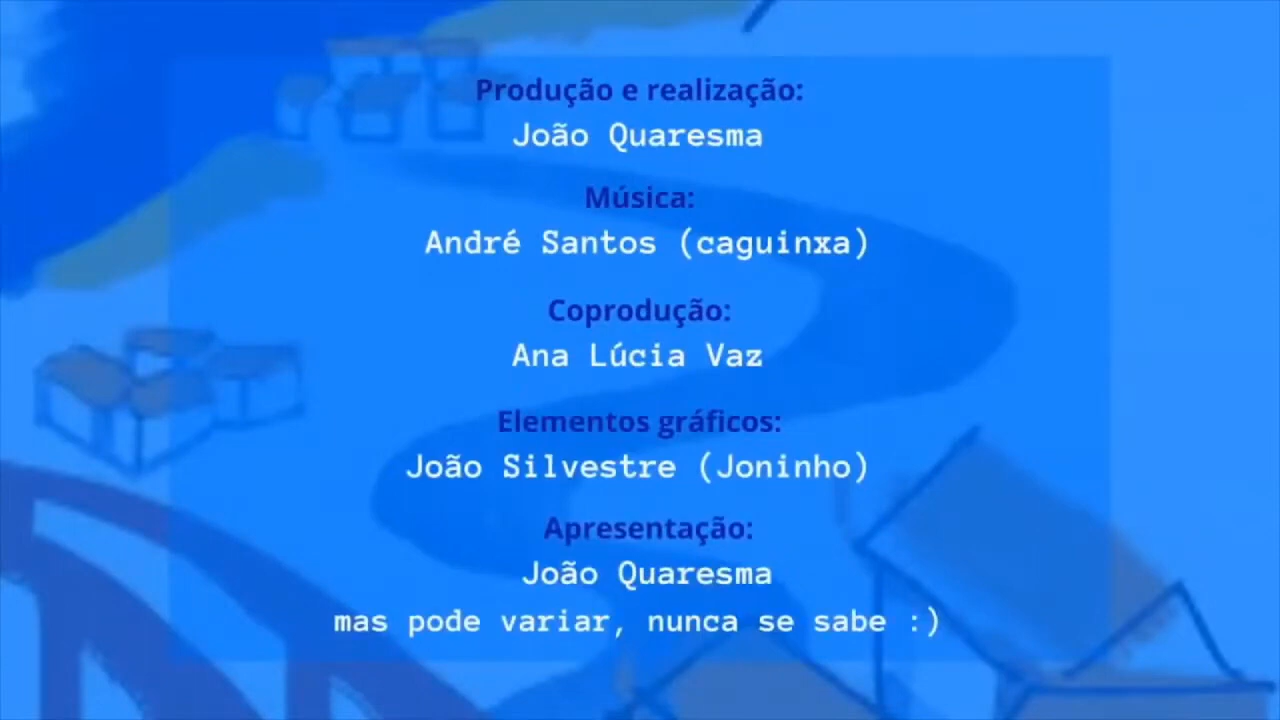 Produção e realização:
João Quaresma
Música:
André Santos (caguinxa)
Coprodução:
Ana Lúcia Vaz
Elementos gráficos:
João Silvestre (Joninho)
Apresentação:
João Quaresma
mas pode variar, nunca se sabe :)